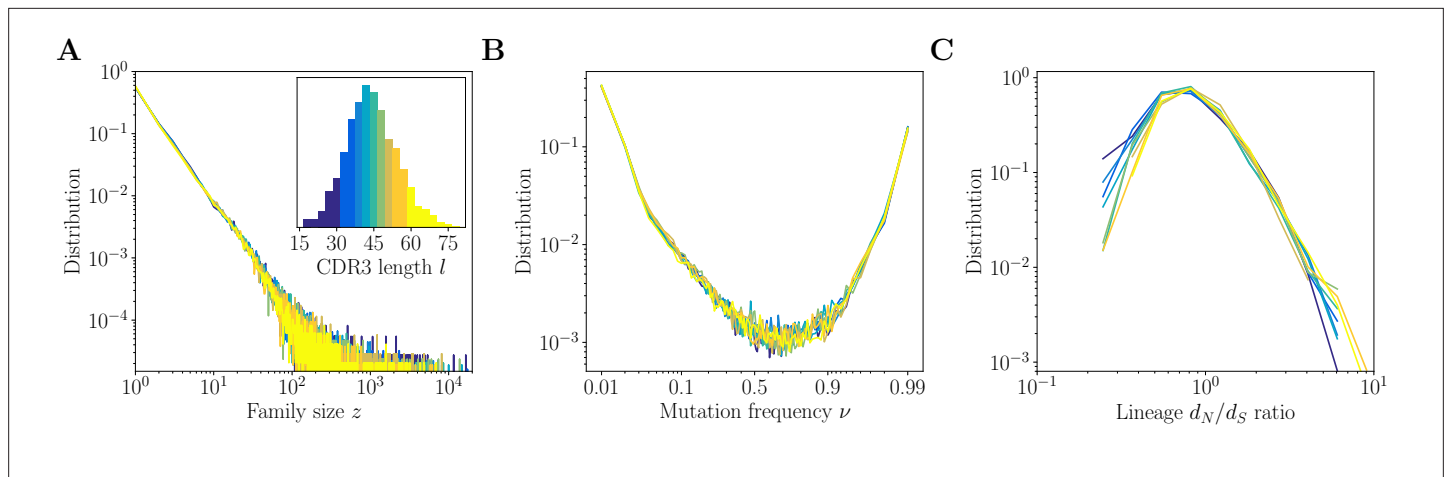 A
B
C
Distribution
10^0
10^-1
10^-2
10^-3
10^-4
10^0 10^1 10^2 10^3 10^4
Family size z
15 30 45 60 75
CDR3 length l
Distribution
10^-1
10^-2
10^-3
0.01 0.1 0.5 0.9 0.99
Mutation frequency ν
Distribution
10^0
10^-1
10^-2
10^-3
10^-1 10^0 10^1
Lineage d_N/d_S ratio